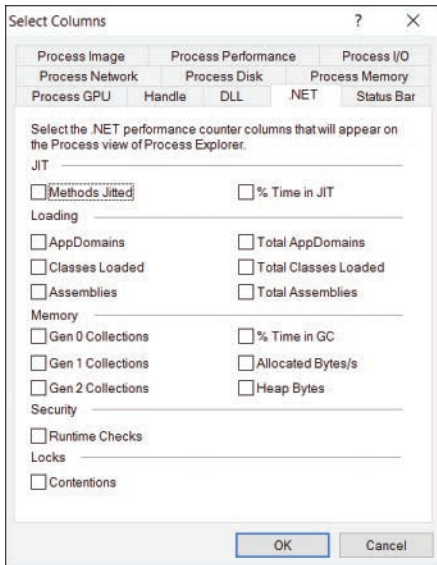 Select Columns ? X
Process Image Process Performance Process I/O
Process Network Process Disk Process Memory
Process GPU Handle DLL .NET Status Bar
Select the .NET performance counter columns that will appear on
the Process view of Process Explorer.
JIT
Methods Jitted % Time in JIT
Loading
AppDomains Total AppDomains
Classes Loaded Total Classes Loaded
Assemblies Total Assemblies
Memory
Gen 0 Collections % Time in GC
Gen 1 Collections Allocated Bytes/s
Gen 2 Collections Heap Bytes
Security
Runtime Checks
Locks
Contentions
OK Cancel